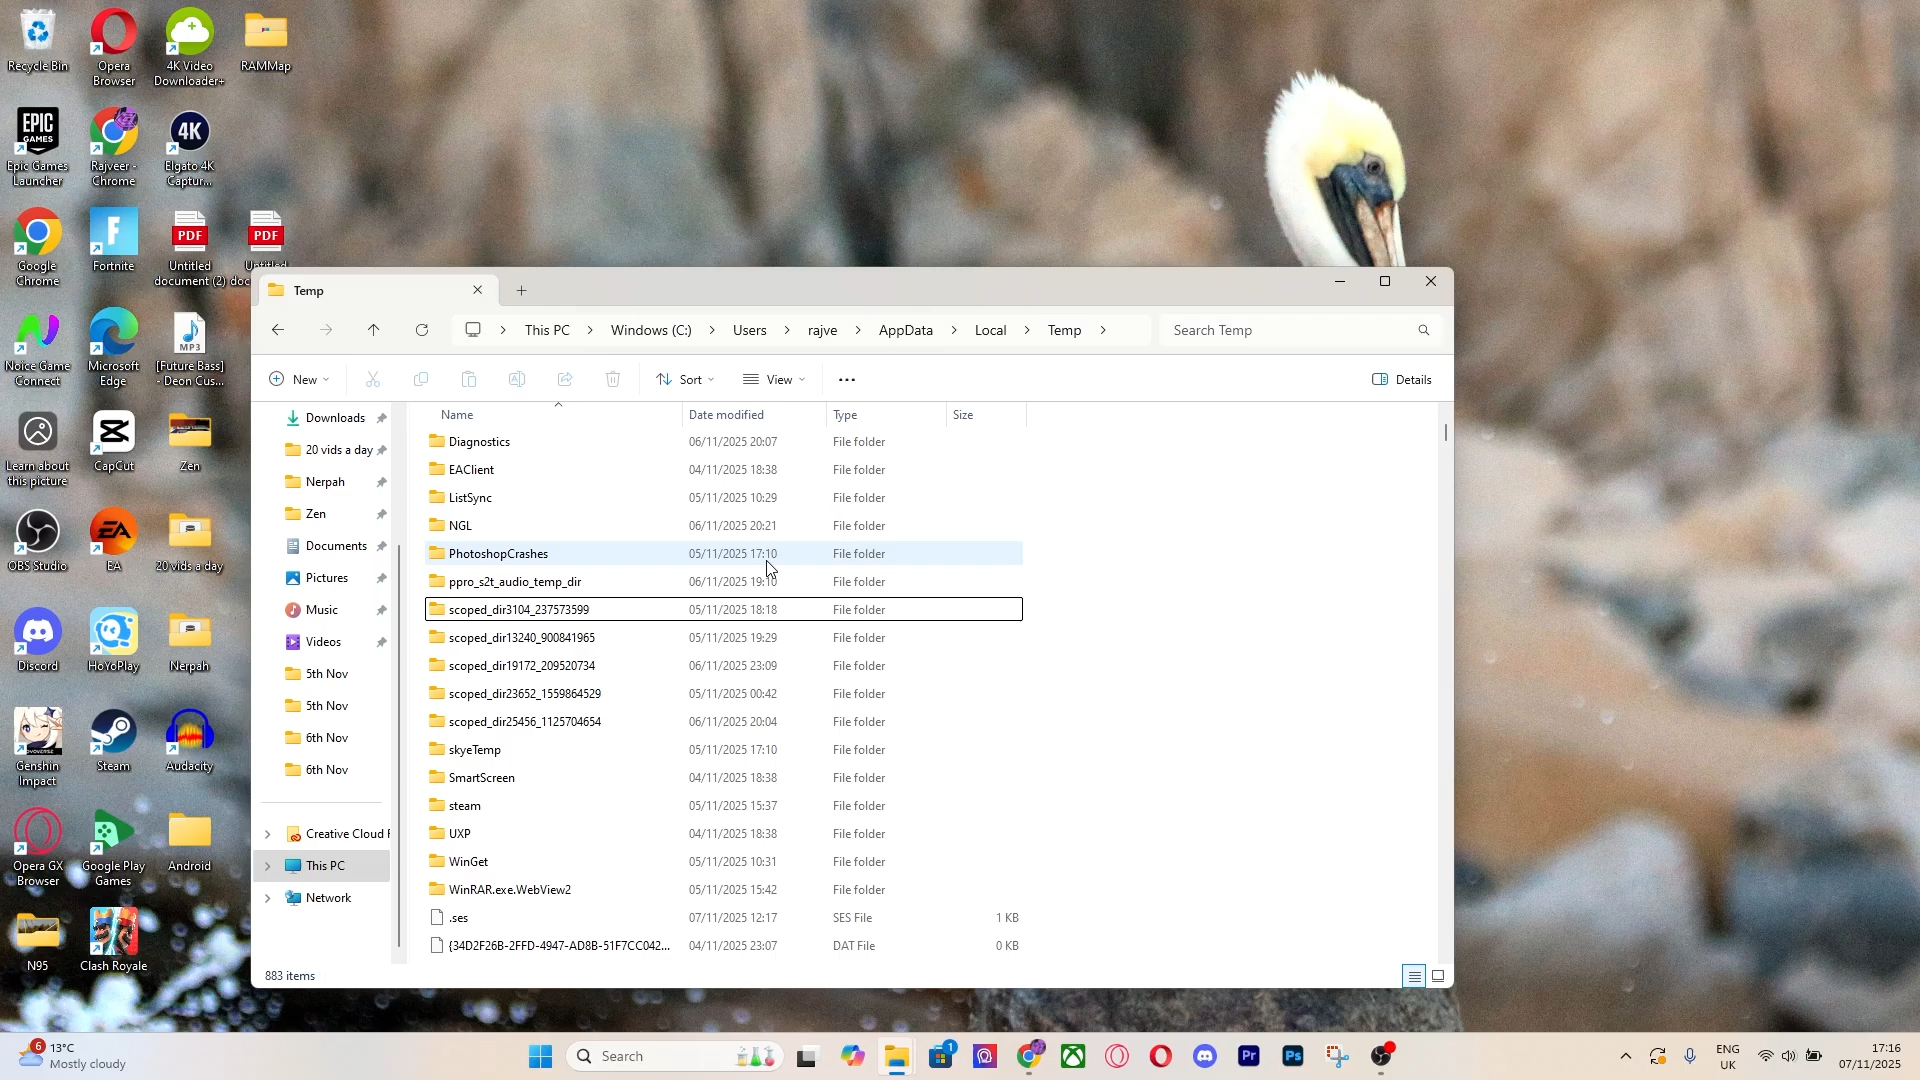 Recycle Bin
Opera
Browser
4K Video
Downloader+
RAMMap
EPIC
GAMES
Epic Games
Launcher
Rajveer -
Chrome
4K
Elgato 4K
Captur...
Google
Chrome
Fortnite
PDF
Untitled
document (2)
PDF
Untitled
doc
Noice Game
Connect
Microsoft
Edge
MP3
[Future Bass]
- Deon Cus...
Learn about
this picture
CapCut
Zen
OBS Studio
EA
EA
20 vids a day
Discord
HoYoPlay
Nerpah
Genshin
Impact
Steam
Audacity
Opera GX
Browser
Google Play
Games
Android
N95
Clash Royale
Temp
This PC
Windows (C:)
Users
rajve
AppData
Local
Temp
Search Temp
New
Sort
View
Details
Downloads
20 vids a day
Nerpah
Zen
Documents
Pictures
Music
Videos
5th Nov
5th Nov
6th Nov
6th Nov
Creative Cloud F
This PC
Network
Name Date modified Type Size
Diagnostics 06/11/2025 20:07 File folder
EAClient 04/11/2025 18:38 File folder
ListSync 05/11/2025 10:29 File folder
NGL 06/11/2025 20:21 File folder
PhotoshopCrashes 05/11/2025 17:10 File folder
ppro_s2t_audio_temp_dir 06/11/2025 19:10 File folder
scoped_dir3104_237573599 05/11/2025 18:18 File folder
scoped_dir13240_900841965 05/11/2025 19:29 File folder
scoped_dir19172_209520734 06/11/2025 23:09 File folder
scoped_dir23652_1559864529 05/11/2025 00:42 File folder
scoped_dir25456_1125704654 06/11/2025 20:04 File folder
skyeTemp 05/11/2025 17:10 File folder
SmartScreen 04/11/2025 18:38 File folder
steam 05/11/2025 15:37 File folder
UXP 04/11/2025 18:38 File folder
WinGet 05/11/2025 10:31 File folder
WinRAR.exe.WebView2 05/11/2025 15:42 File folder
.ses 07/11/2025 12:17 SES File 1 KB
{34D2F26B-2FFD-4947-AD8B-51F7CC042... 04/11/2025 23:07 DAT File 0 KB
883 items
6
13°C
Mostly cloudy
Search
1
Pr
Ps
ENG
UK
17:16
07/11/2025